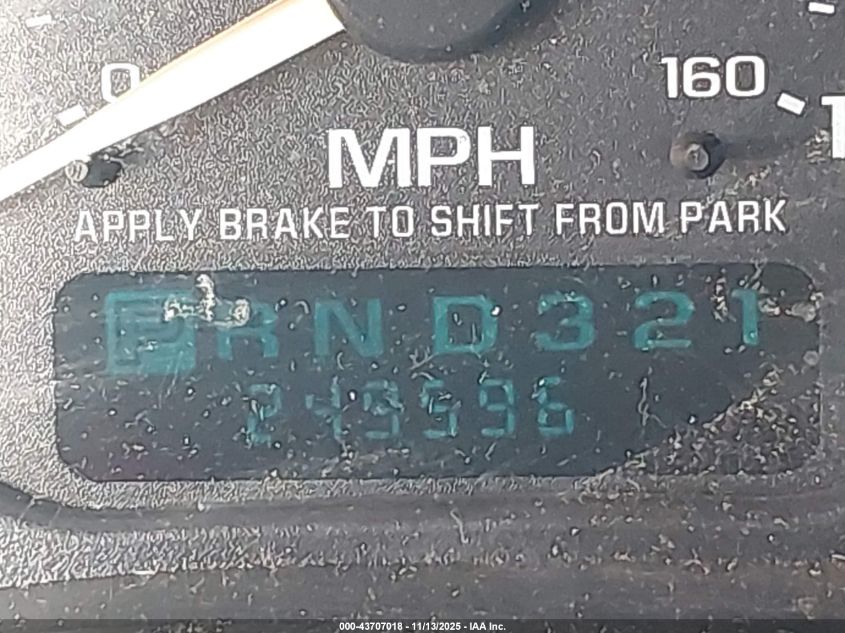 0 160
MPH
APPLY BRAKE TO SHIFT FROM PARK
P R N D 3 2 1
000-43707018 - 11/13/2025 - IAA Inc.